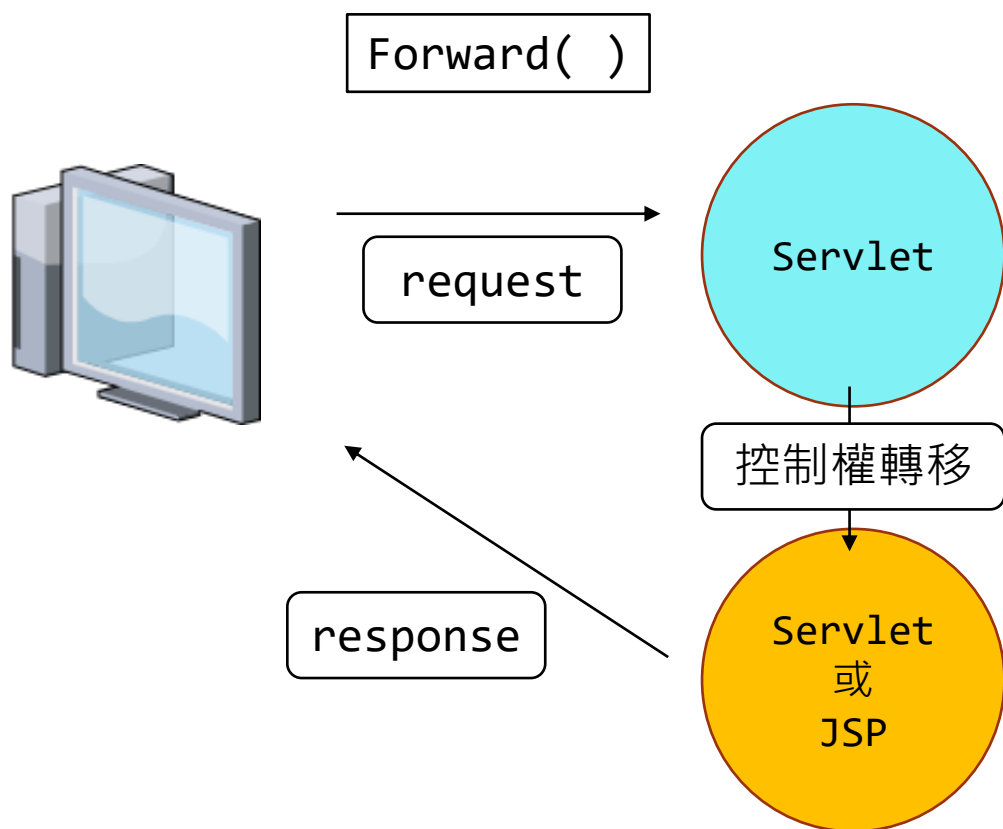 Forward( )
request
Servlet
控制權轉移
response
Servlet
或
JSP